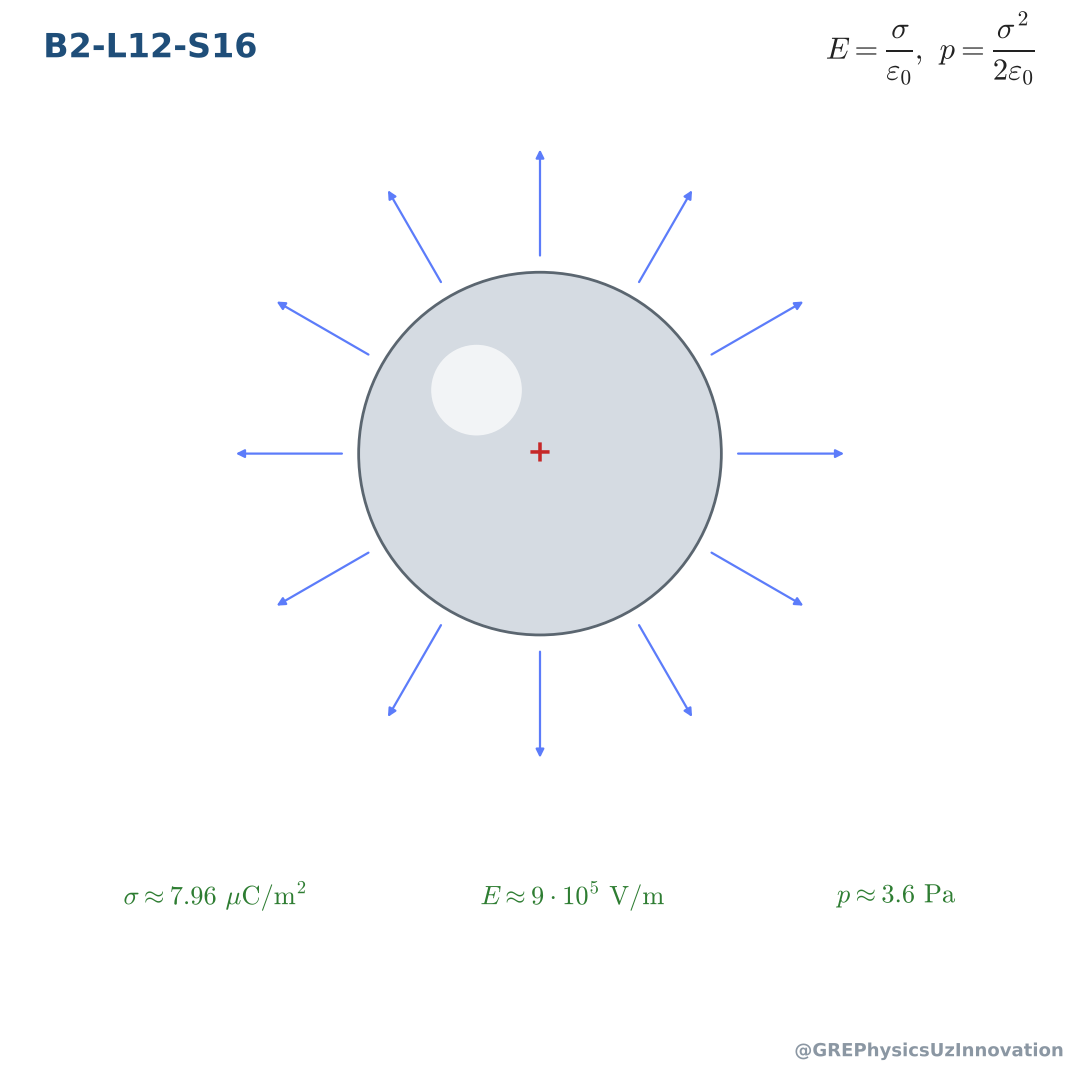 B2-L12-S16
E = σ/ε₀, p = σ²/2ε₀
+
σ ≈ 7.96 μC/m²
E ≈ 9 · 10⁵ V/m
p ≈ 3.6 Pa
@GREPhysicsUzInnovation